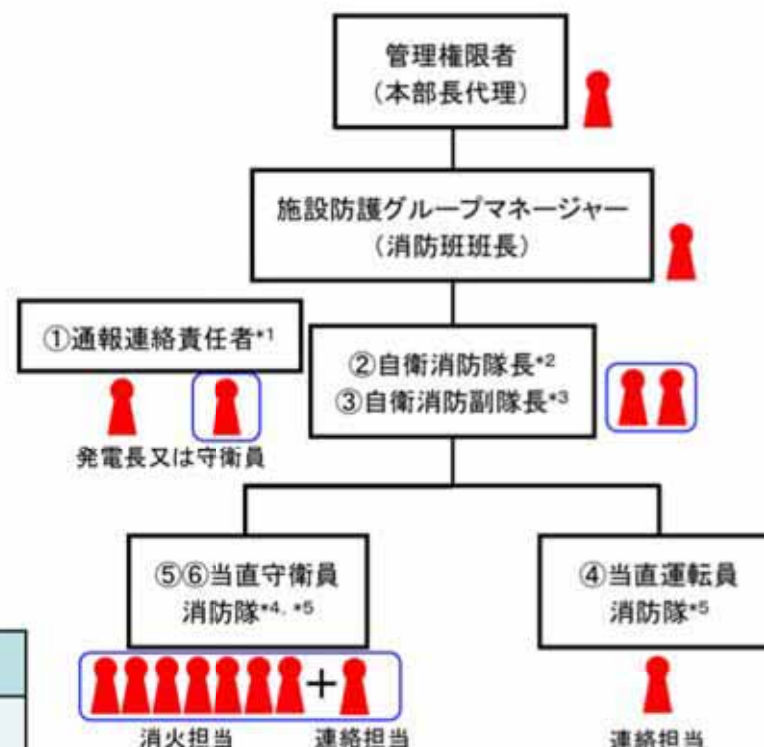 管理権限者
(本部長代理)
施設防護グループマネージャー
(消防班班長)
①通報連絡責任者*1
②自衛消防隊長*2
③自衛消防副隊長*3
発電長又は守衛員
⑤⑥当直守衛員
消防隊*4, *5
④当直運転員
消防隊*5
+
消火担当
連絡担当
連絡担当